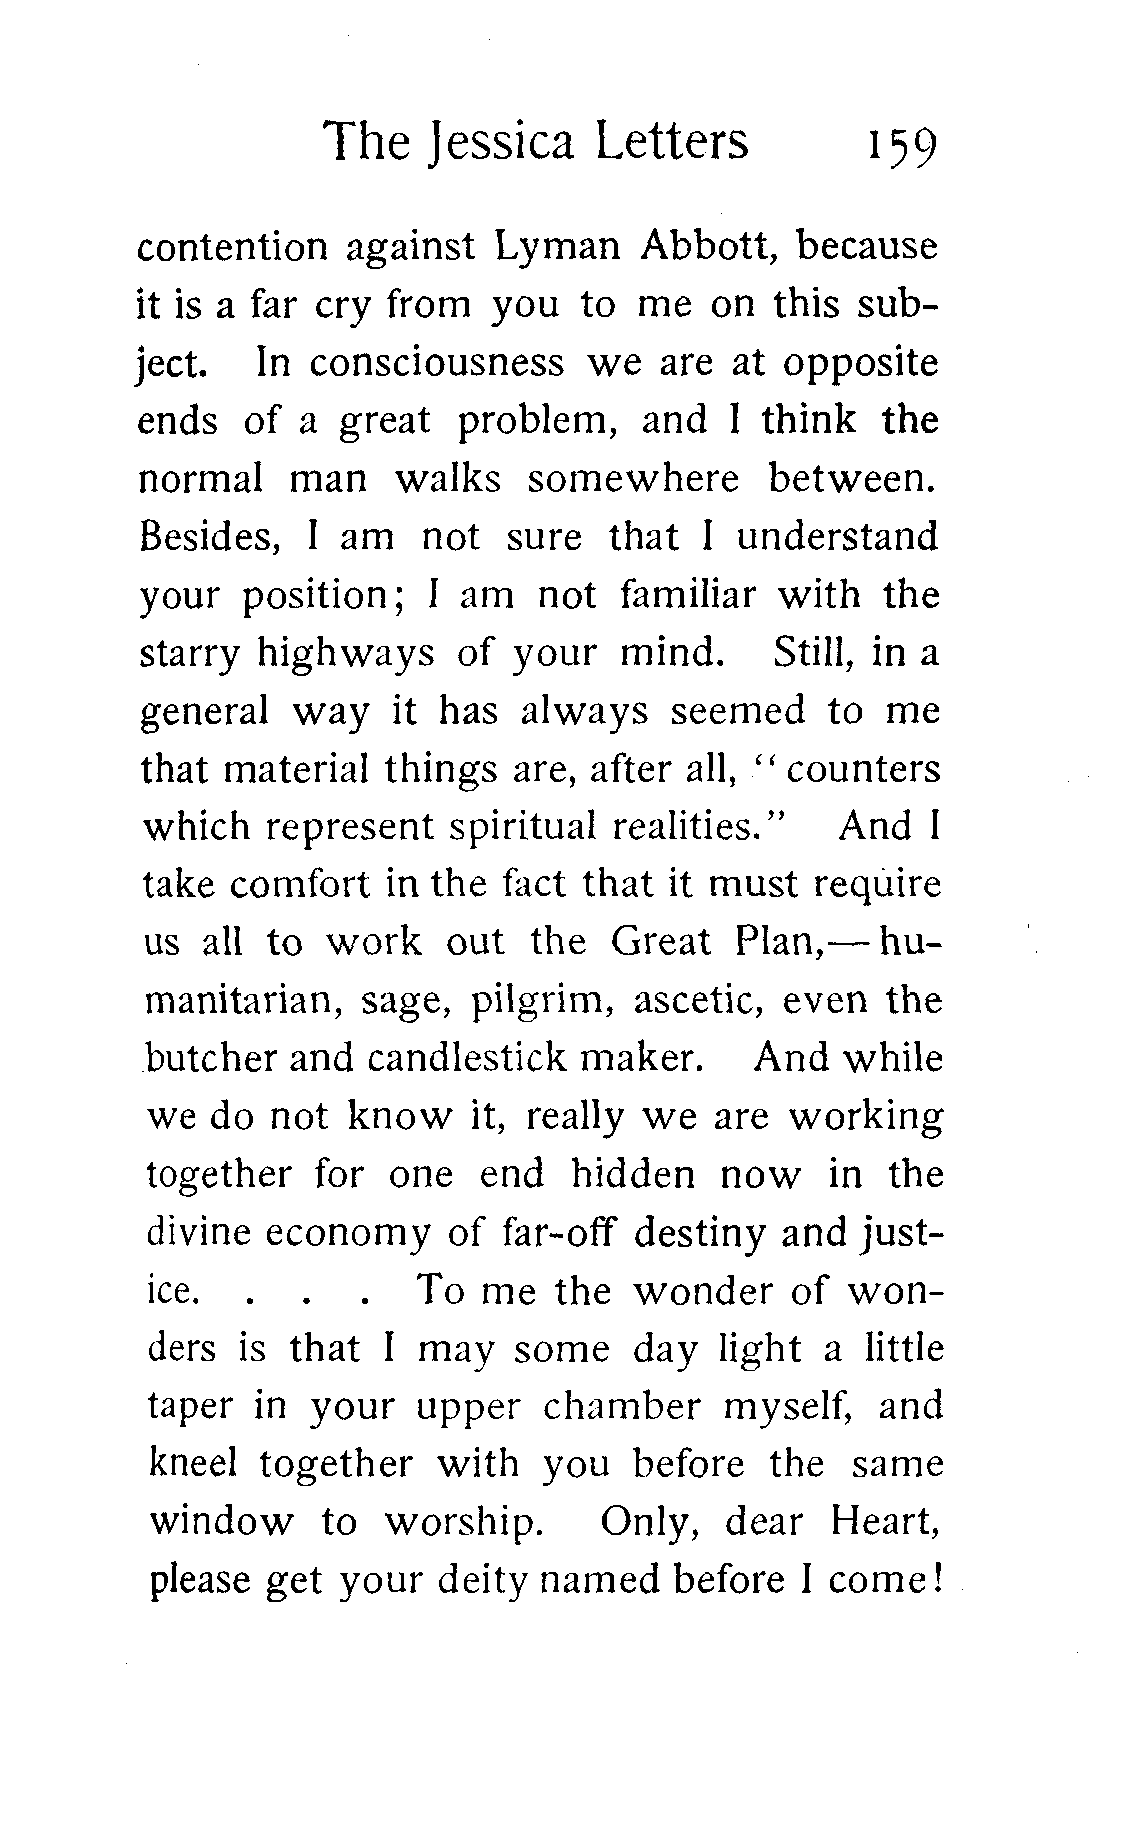 The Jessica Letters 159
contention against Lyman Abbott, because
it is a far cry from you to me on this sub-
ject. In consciousness we are at opposite
ends of a great problem, and I think the
normal man walks somewhere between.
Besides, I am not sure that I understand
your position; I am not familiar with the
starry highways of your mind. Still, in a
general way it has always seemed to me
that material things are, after all, “counters
which represent spiritual realities.” And I
take comfort in the fact that it must require
us all to work out the Great Plan,—hu-
manitarian, sage, pilgrim, ascetic, even the
butcher and candlestick maker. And while
we do not know it, really we are working
together for one end hidden now in the
divine economy of far-off destiny and just-
ice. . . . To me the wonder of won-
ders is that I may some day light a little
taper in your upper chamber myself, and
kneel together with you before the same
window to worship. Only, dear Heart,
please get your deity named before I come!